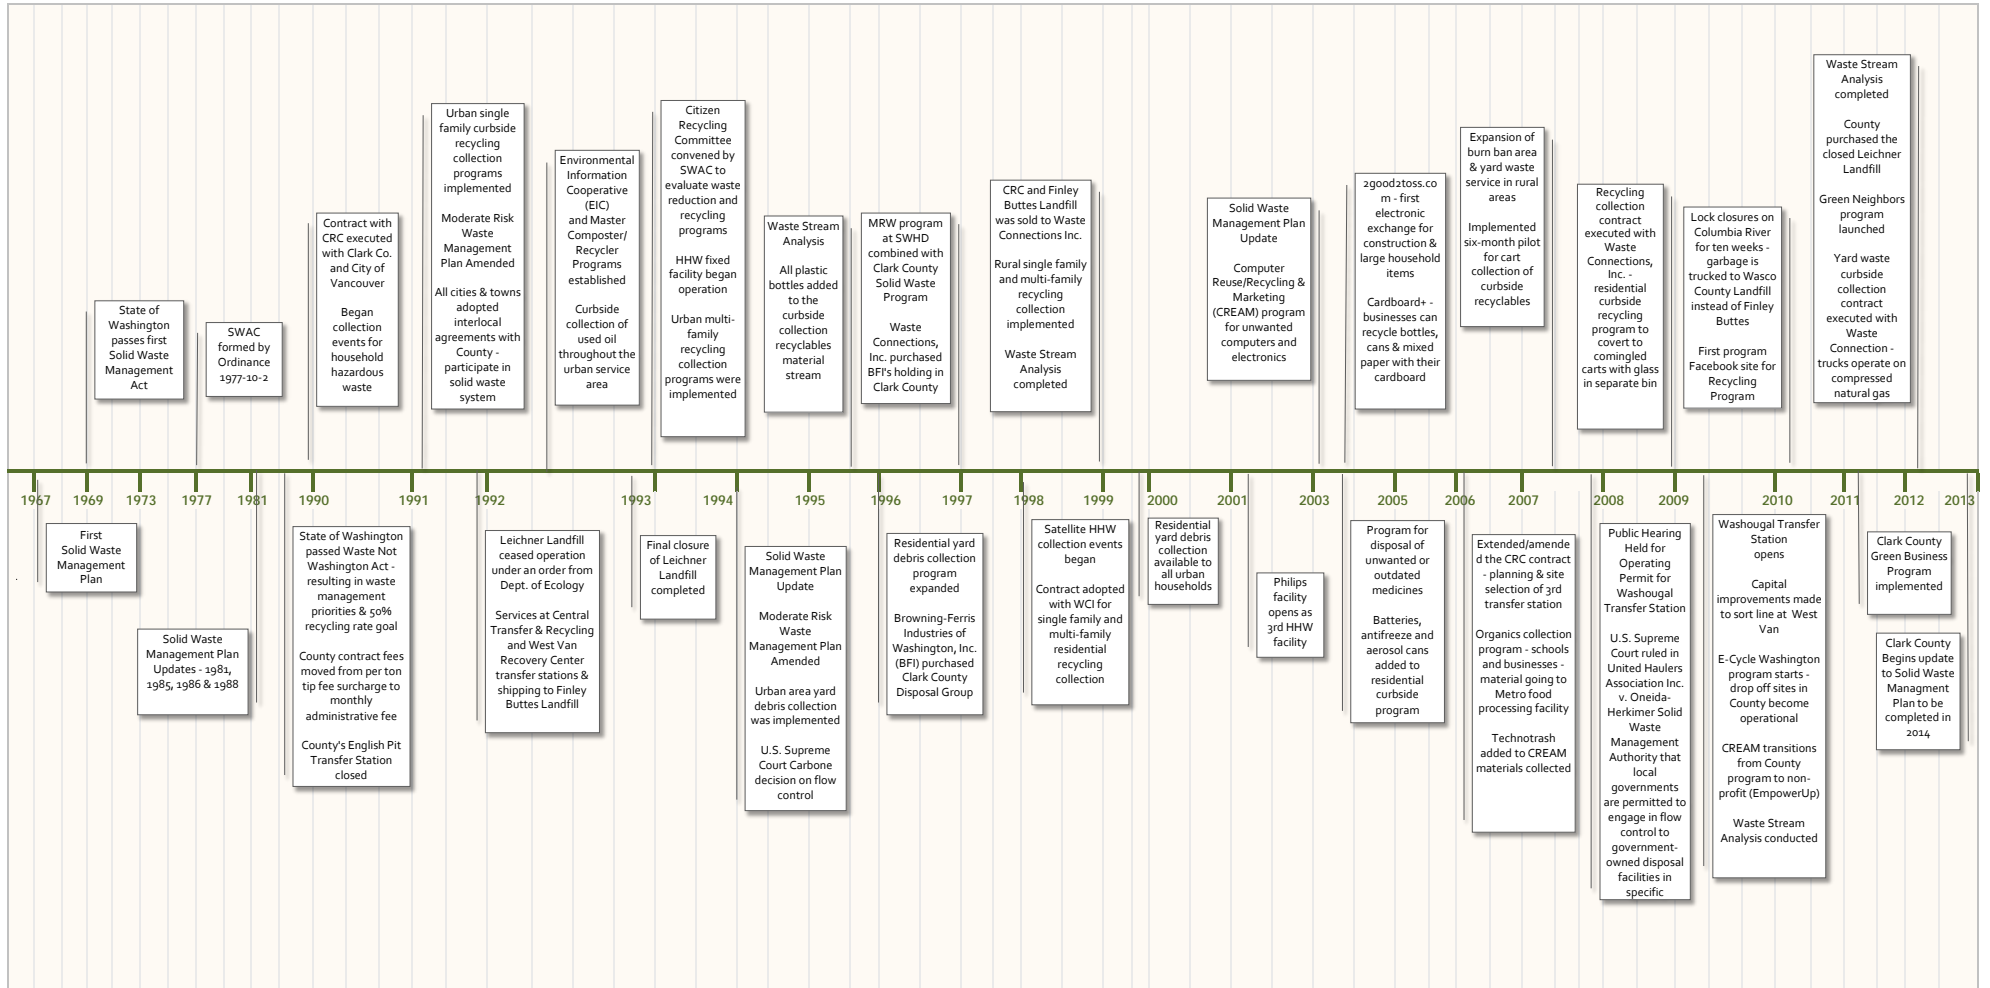 State of
Washington
passes first
Solid Waste
Management
Act
SWAC
formed by
Ordinance
1977-10-2
Contract with
CRC executed
with Clark Co.
and City of
Vancouver
Began
collection
events for
household
hazardous
waste
Urban single
family curbside
recycling
collection
programs
implemented
Moderate Risk
Waste
Management
Plan Amended
All cities & towns
adopted
interlocal
agreements with
County -
participate in
solid waste
system
Environmental
Information
Cooperative
(EIC)
and Master
Composter/
Recycler
Programs
established
Curbside
collection of
used oil
throughout the
urban service
area
Citizen
Recycling
Committee
convened by
SWAC to
evaluate waste
reduction and
recycling
programs
HHW fixed
facility began
operation
Urban multi-
family
recycling
collection
programs were
implemented
Waste Stream
Analysis
All plastic
bottles added
to the
curbside
collection
recyclables
material
stream
MRW program
at SWHD
combined with
Clark County
Solid Waste
Program
Waste
Connections,
Inc. purchased
BFI's holding in
Clark County
CRC and Finley
Buttes Landfill
was sold to Waste
Connections Inc.
Rural single family
and multi-family
recycling
collection
implemented
Waste Stream
Analysis
completed
Solid Waste
Management Plan
Update
Computer
Reuse/Recycling &
Marketing
(CREAM) program
for unwanted
computers and
electronics
2good2toss.co
m - first
electronic
exchange for
construction &
large household
items
Cardboard+ -
businesses can
recycle bottles,
cans & mixed
paper with their
cardboard
Expansion of
burn ban area
& yard waste
service in rural
areas
Implemented
six-month pilot
for cart
collection of
curbside
recyclables
Recycling
collection
contract
executed with
Waste
Connections,
Inc. -
residential
curbside
recycling
program to
covert to
comingled
carts with glass
in separate bin
Lock closures on
Columbia River
for ten weeks -
garbage is
trucked to Wasco
County Landfill
instead of Finley
Buttes
First program
Facebook site for
Recycling
Program
Waste Stream
Analysis
completed
County
purchased the
closed Leichner
Landfill
Green Neighbors
program
launched
Yard waste
curbside
collection
contract
executed with
Waste
Connection -
trucks operate on
compressed
natural gas
1967 1969 1973 1977 1981 1990 1991 1992 1993 1994 1995 1996 1997 1998 1999 2000 2001 2003 2005 2006 2007 2008 2009 2010 2011 2012 2013
First
Solid Waste
Management
Plan
Solid Waste
Management Plan
Updates - 1981,
1985, 1986 & 1988
State of Washington
passed Waste Not
Washington Act -
resulting in waste
management
priorities & 50%
recycling rate goal
County contract fees
moved from per ton
tip fee surcharge to
monthly
administrative fee
County's English Pit
Transfer Station
closed
Leichner Landfill
ceased operation
under an order from
Dept. of Ecology
Services at Central
Transfer & Recycling
and West Van
Recovery Center
transfer stations &
shipping to Finley
Buttes Landfill
Final closure
of Leichner
Landfill
completed
Solid Waste
Management Plan
Update
Moderate Risk
Waste
Management Plan
Amended
Urban area yard
debris collection
was implemented
U.S. Supreme
Court Carbone
decision on flow
control
Residential yard
debris collection
program
expanded
Browning-Ferris
Industries of
Washington, Inc.
(BFI) purchased
Clark County
Disposal Group
Satellite HHW
collection events
began
Contract adopted
with WCI for
single family and
multi-family
residential
recycling
collection
Residential
yard debris
collection
available to
all urban
households
Philips
facility
opens as
3rd HHW
facility
Program for
disposal of
unwanted or
outdated
medicines
Batteries,
antifreeze and
aerosol cans
added to
residential
curbside
program
Extended/amende
d the CRC contract
- planning & site
selection of 3rd
transfer station
Organics collection
program - schools
and businesses -
material going to
Metro food
processing facility
Technotrash
added to CREAM
materials collected
Public Hearing
Held for
Operating
Permit for
Washougal
Transfer Station
U.S. Supreme
Court ruled in
United Haulers
Association Inc.
v. Oneida-
Herkimer Solid
Waste
Management
Authority that
local
governments
are permitted to
engage in flow
control to
government-
owned disposal
facilities in
specific
Washougal Transfer
Station
opens
Capital
improvements made
to sort line at West
Van
E-Cycle Washington
program starts -
drop off sites in
County become
operational
CREAM transitions
from County
program to non-
profit (EmpowerUp)
Waste Stream
Analysis conducted
Clark County
Green Business
Program
implemented
Clark County
Begins update
to Solid Waste
Managment
Plan to be
completed in
2014